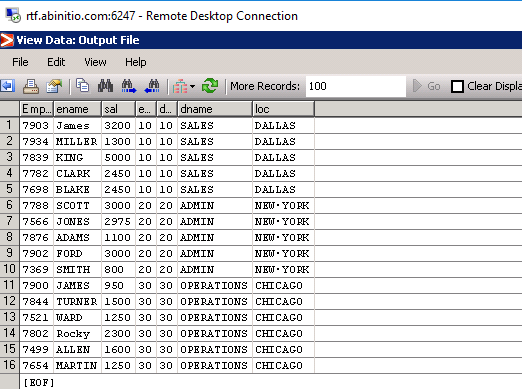 rtf.abinitio.com:6247 - Remote Desktop Connection
View Data: Output File
File Edit View Help
More Records: 100 Go Clear Displa
Emp... ename sal e... d... dname loc
1 7903 James 3200 10 10 SALES DALLAS
2 7934 MILLER 1300 10 10 SALES DALLAS
3 7839 KING 5000 10 10 SALES DALLAS
4 7782 CLARK 2450 10 10 SALES DALLAS
5 7698 BLAKE 2450 10 10 SALES DALLAS
6 7788 SCOTT 3000 20 20 ADMIN NEW·YORK
7 7566 JONES 2975 20 20 ADMIN NEW·YORK
8 7876 ADAMS 1100 20 20 ADMIN NEW·YORK
9 7902 FORD 3000 20 20 ADMIN NEW·YORK
10 7369 SMITH 800 20 20 ADMIN NEW·YORK
11 7900 JAMES 950 30 30 OPERATIONS CHICAGO
12 7844 TURNER 1500 30 30 OPERATIONS CHICAGO
13 7521 WARD 1250 30 30 OPERATIONS CHICAGO
14 7802 Rocky 2300 30 30 OPERATIONS CHICAGO
15 7499 ALLEN 1600 30 30 OPERATIONS CHICAGO
16 7654 MARTIN 1250 30 30 OPERATIONS CHICAGO
[EOF]